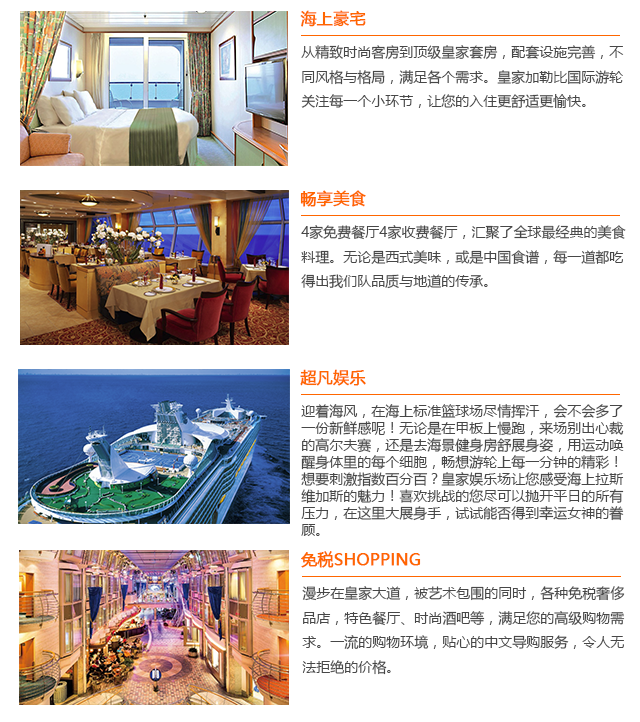 海上豪宅
从精致时尚客房到顶级皇家套房，配套设施完善，不
同风格与格局，满足各个需求。皇家加勒比国际游轮
关注每一个小环节，让您的入住更舒适更愉快。
畅享美食
4家免费餐厅4家收费餐厅，汇聚了全球最经典的美食
料理。无论是西式美味，或是中国食谱，每一道都吃
得出我们队品质与地道的传承。
超凡娱乐
迎着海风，在海上标准篮球场尽情挥汗，会不会多了
一份新鲜感呢！无论是在甲板上慢跑，来场别出心裁
的高尔夫赛，还是去海景健身房舒展身姿，用运动唤
醒身体里的每个细胞，畅想游轮上每一分钟的精彩！
想要刺激指数百分百？皇家娱乐场让您感受海上拉斯
维加斯的魅力！喜欢挑战的您尽可以抛开平日的所有
压力，在这里大展身手，试试能否得到幸运女神的眷
顾。
免税SHOPPING
漫步在皇家大道，被艺术包围的同时，各种免税奢侈
品店，特色餐厅、时尚酒吧等，满足您的高级购物需
求。一流的购物环境，贴心的中文导购服务，令人无
法拒绝的价格。